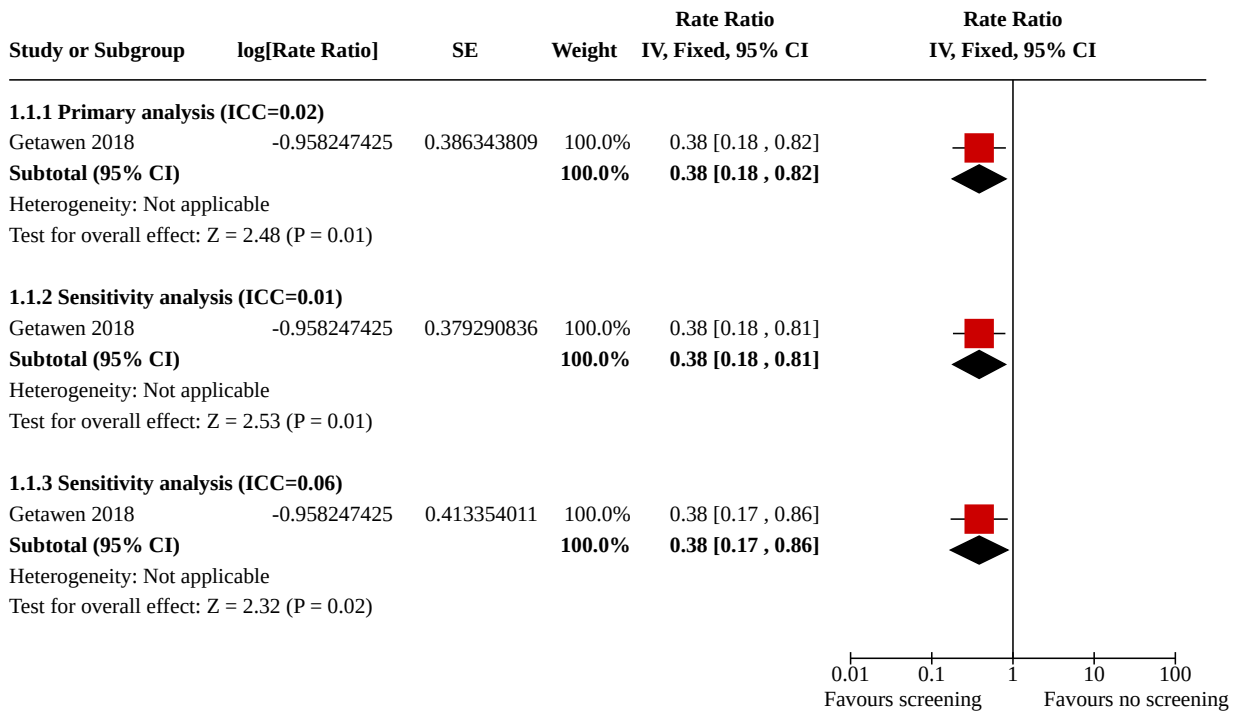 Rate Ratio Rate Ratio
Study or Subgroup log[Rate Ratio] SE Weight IV, Fixed, 95% CI IV, Fixed, 95% CI
1.1.1 Primary analysis (ICC=0.02)
Getawen 2018 -0.958247425 0.386343809 100.0% 0.38 [0.18 , 0.82]
Subtotal (95% CI) 100.0% 0.38 [0.18 , 0.82]
Heterogeneity: Not applicable
Test for overall effect: Z = 2.48 (P = 0.01)
1.1.2 Sensitivity analysis (ICC=0.01)
Getawen 2018 -0.958247425 0.379290836 100.0% 0.38 [0.18 , 0.81]
Subtotal (95% CI) 100.0% 0.38 [0.18 , 0.81]
Heterogeneity: Not applicable
Test for overall effect: Z = 2.53 (P = 0.01)
1.1.3 Sensitivity analysis (ICC=0.06)
Getawen 2018 -0.958247425 0.413354011 100.0% 0.38 [0.17 , 0.86]
Subtotal (95% CI) 100.0% 0.38 [0.17 , 0.86]
Heterogeneity: Not applicable
Test for overall effect: Z = 2.32 (P = 0.02)
0.01 0.1 1 10 100
Favours screening Favours no screening